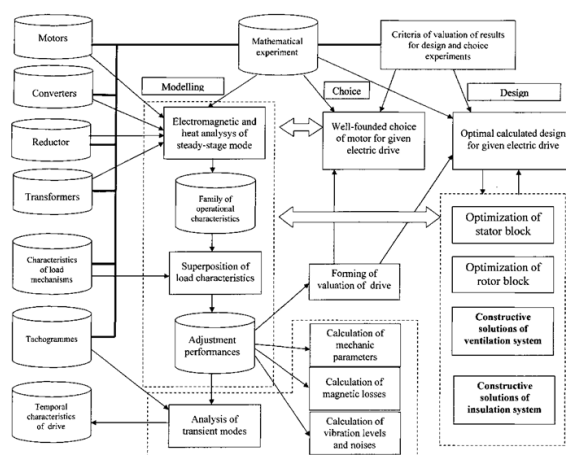 Motors
Mathematical
experiment
Criteria of valuation of results
for design and choice
experiments
Modelling
Choice
Design
Converters
Electromagnetic and
heat analysys of
steady-stage mode
Well-founded choice
of motor for given
electric drive
Optimal calculated design
for given electric drive
Reductor
Transformers
Family of
operational
characteristics
Optimization of
stator block
Characteristics
of load
mechanisms
Superposition of
load characteristics
Forming of
valuation of drive
Optimization of
rotor block
Tachogrammes
Adjustment
performances
Calculation of
mechanic
parameters
Constructive
solutions of
ventilation system
Calculation of
magnetic losses
Constructive
solutions of
insulation system
Temporal
characteristics
of drive
Analysis of
transient modes
Calculation of
vibration levels
and noises